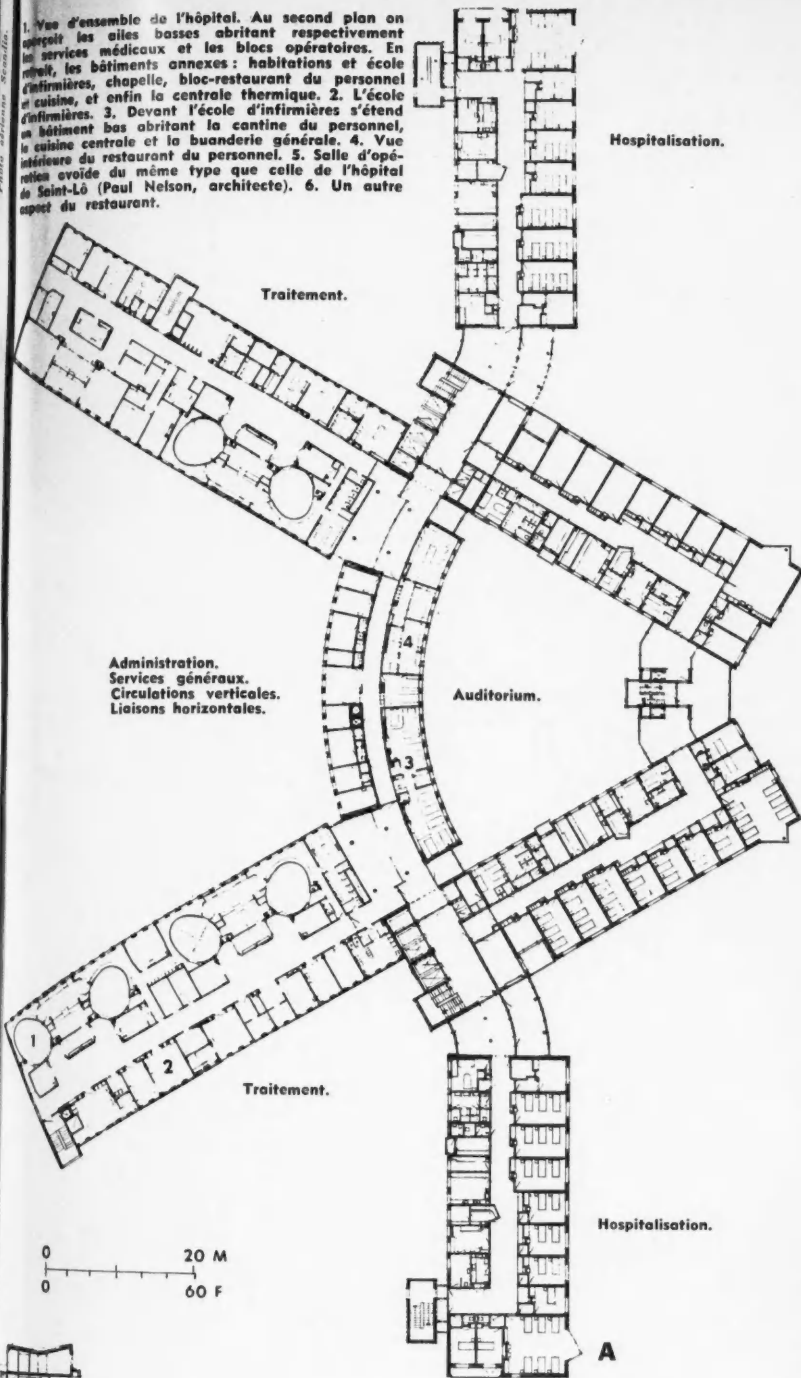 1. Vue d'ensemble de l'hôpital. Au second plan on
aperçoit les ailes basses abritant respectivement
les services médicaux et les blocs opératoires. En
retrait, les bâtiments annexes : habitations et école
d'infirmières, chapelle, bloc-restaurant du personnel
et cuisine, et enfin la centrale thermique. 2. L'école
d'infirmières. 3. Devant l'école d'infirmières s'étend
un bâtiment bas abritant la cantine du personnel,
la cuisine centrale et la buanderie générale. 4. Vue
intérieure du restaurant du personnel. 5. Salle d'opé-
ration ovoïde du même type que celle de l'hôpital
de Saint-Lô (Paul Nelson, architecte). 6. Un autre
aspect du restaurant.
Photo aérienne Scandia.
Hospitalisation.
Traitement.
Administration.
Services généraux.
Circulations verticales.
Liaisons horizontales.
4
Auditorium.
3
1
2
Traitement.
Hospitalisation.
0 20 M
0 60 F
A